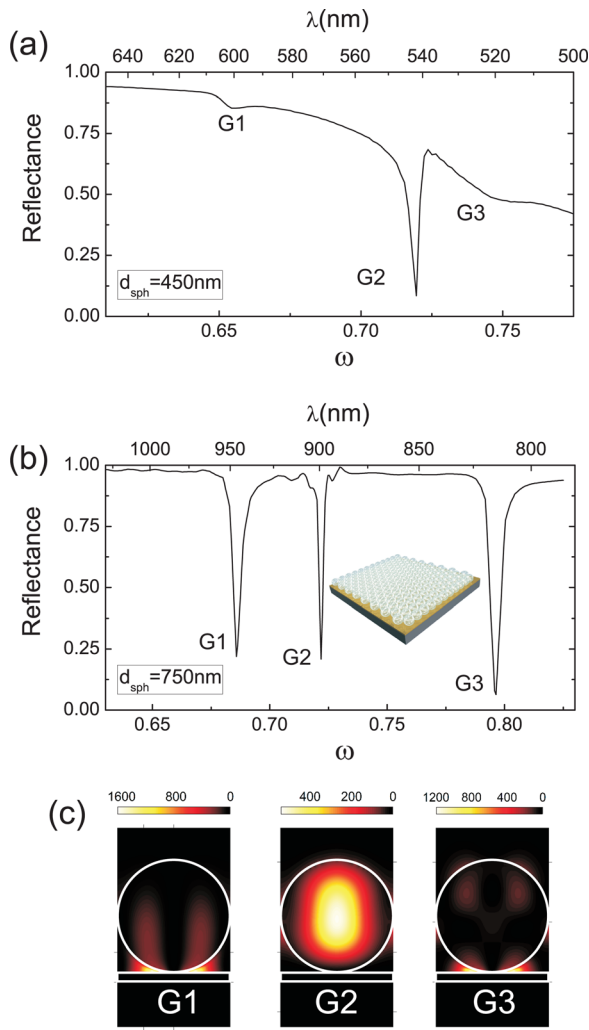 λ(nm)
(a)
640 620 600 580 560 540 520 500
1.00
0.75
0.50
0.25
0.00
Reflectance
G1
G2
G3
d_sph=450nm
0.65 0.70 0.75
ω
λ(nm)
(b)
1000 950 900 850 800
1.00
0.75
0.50
0.25
0.00
Reflectance
G1
G2
G3
d_sph=750nm
0.65 0.70 0.75 0.80
ω
(c)
1600 800 0
400 200 0
1200 800 400 0
G1 G2 G3